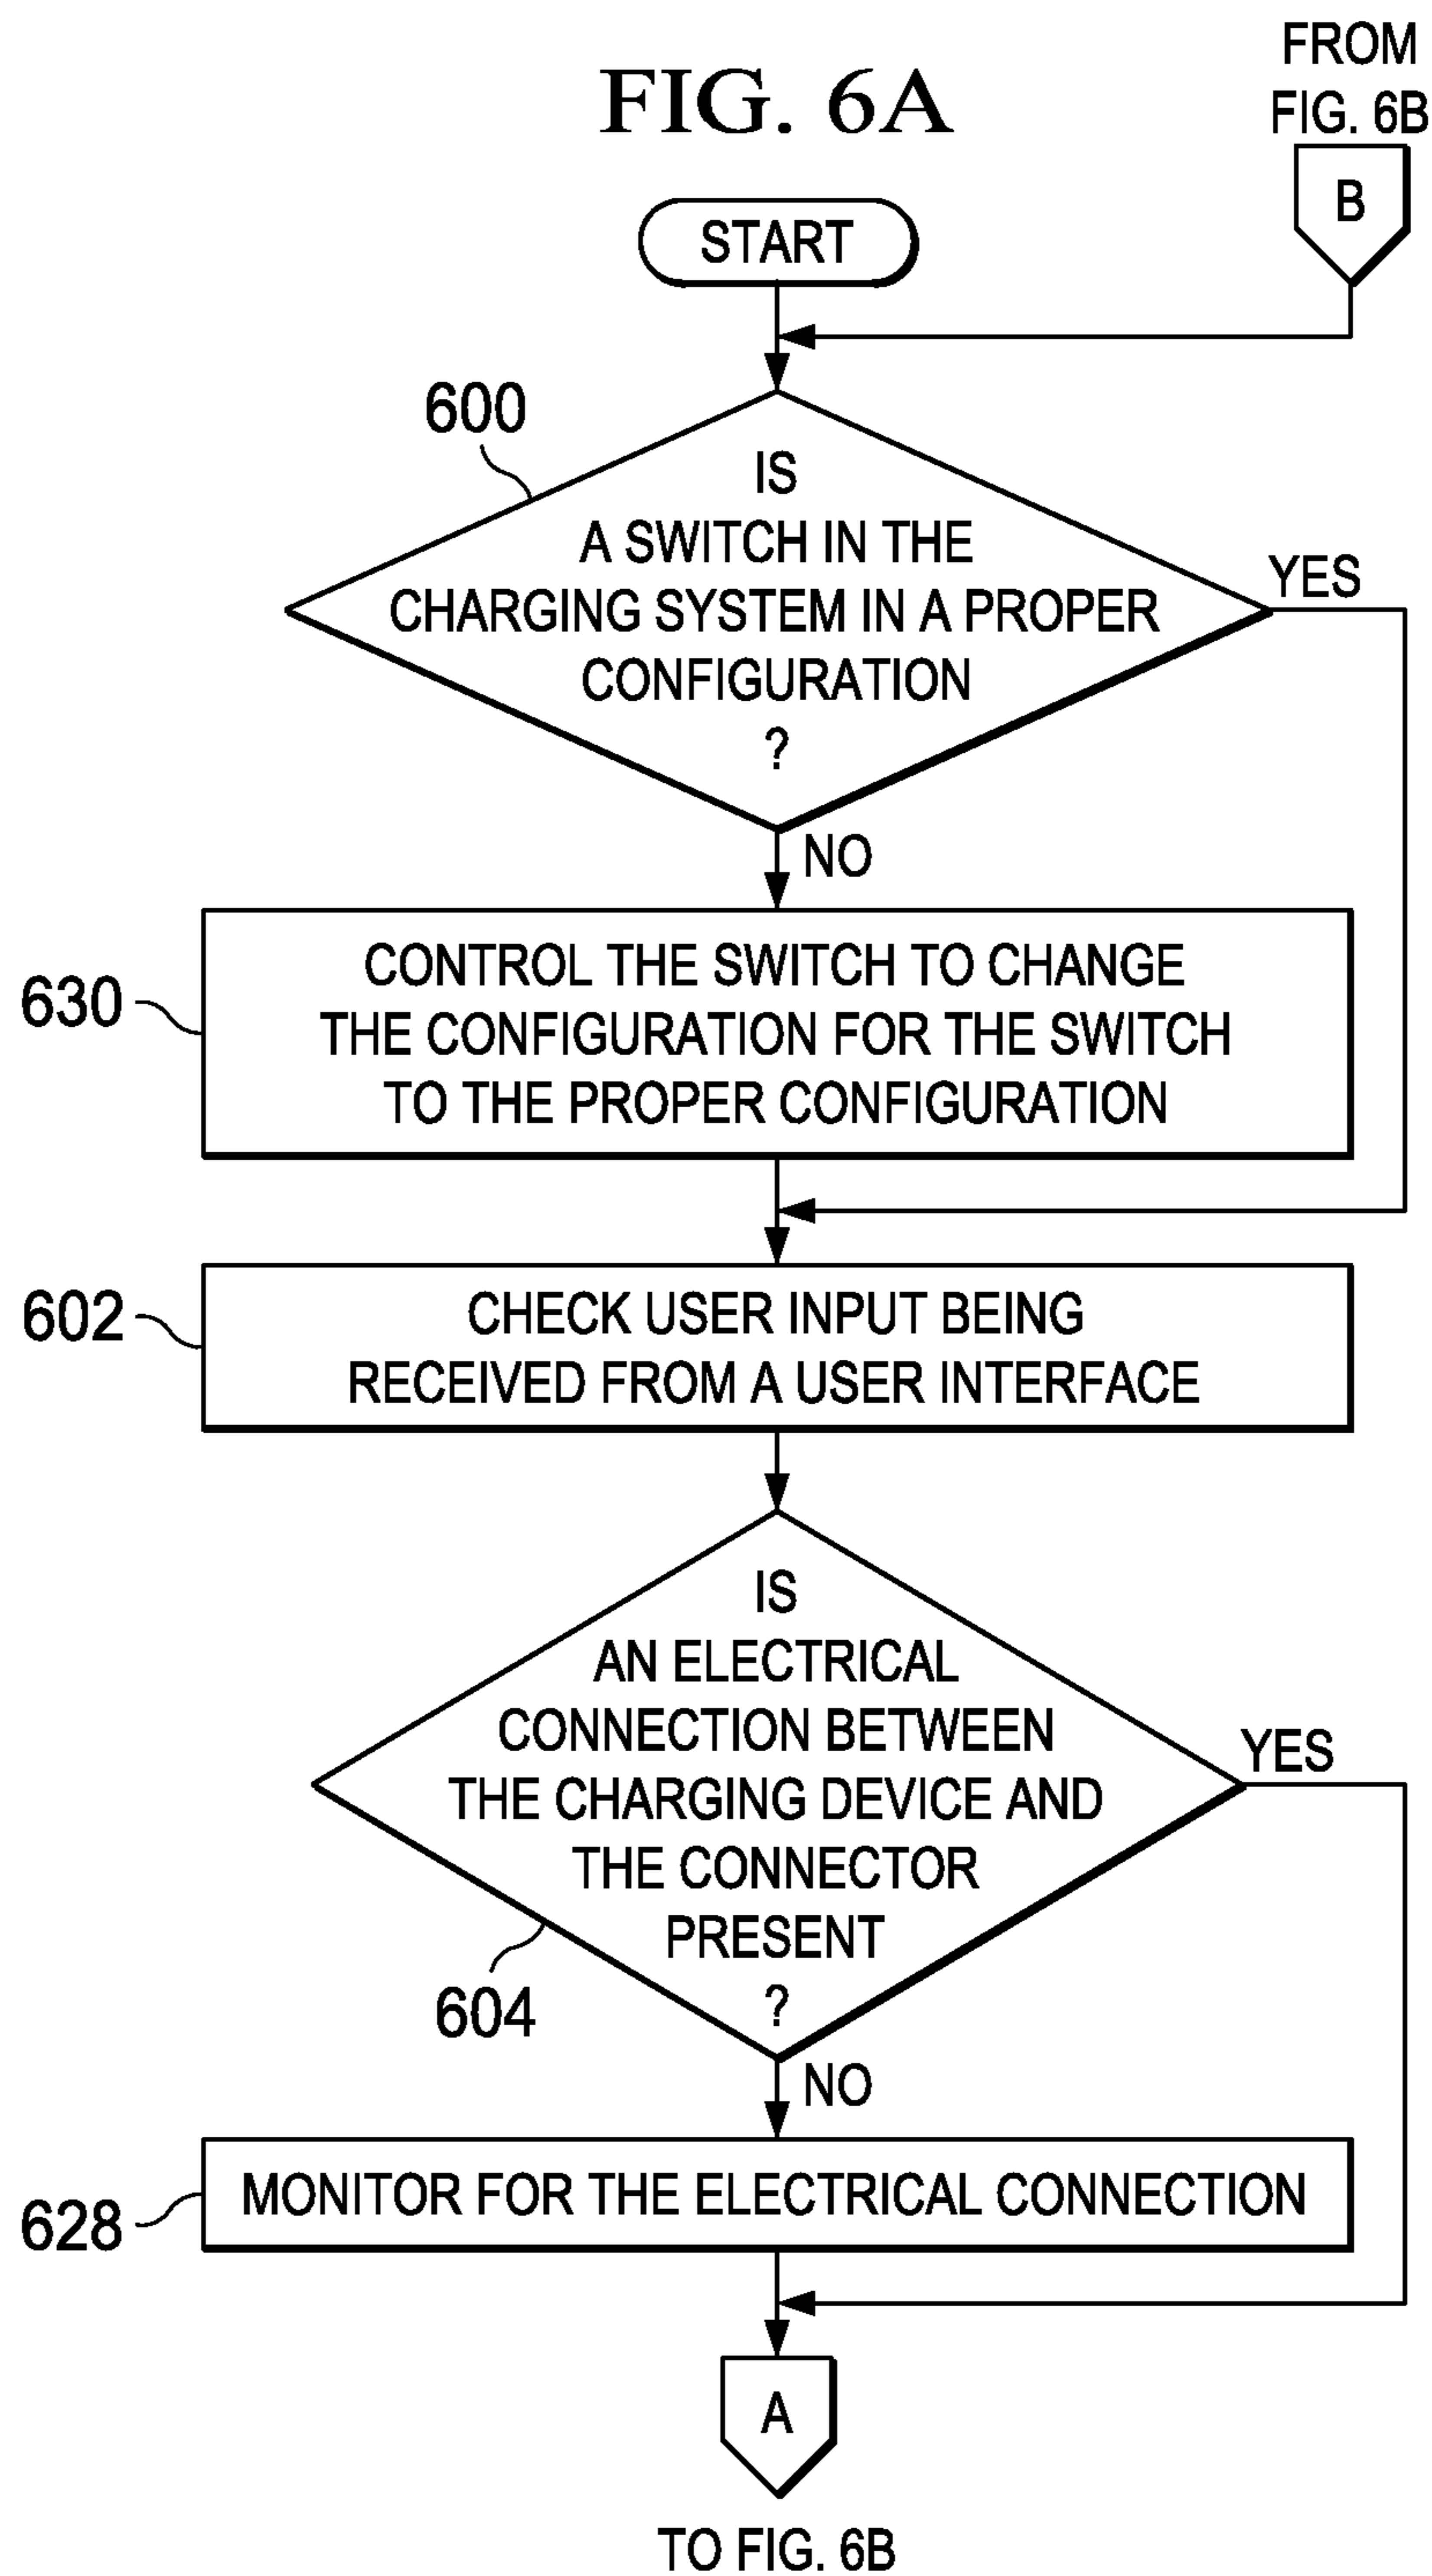 FIG. 6A
FROM
FIG. 6B
B
START
600
IS
A SWITCH IN THE
CHARGING SYSTEM IN A PROPER
CONFIGURATION
?
YES
NO
630
CONTROL THE SWITCH TO CHANGE
THE CONFIGURATION FOR THE SWITCH
TO THE PROPER CONFIGURATION
602
CHECK USER INPUT BEING
RECEIVED FROM A USER INTERFACE
IS
AN ELECTRICAL
CONNECTION BETWEEN
THE CHARGING DEVICE AND
THE CONNECTOR
PRESENT
?
YES
604
NO
628
MONITOR FOR THE ELECTRICAL CONNECTION
A
TO FIG. 6B